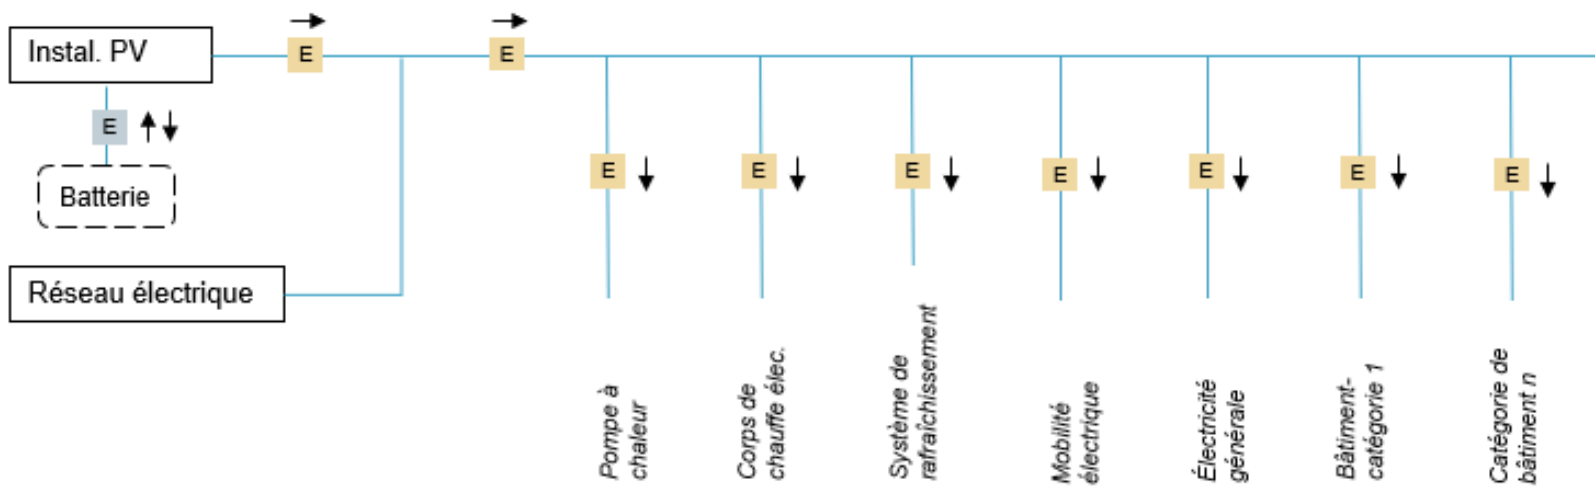 Instal. PV
E
E
E
Batterie
Réseau électrique
E
E
E
E
E
E
E
Pompe à
chaleur
Corps de
chauffe élec.
Système de
rafraîchissement
Mobilité
électrique
Électricité
générale
Bâtiment-
catégorie 1
Catégorie de
bâtiment n